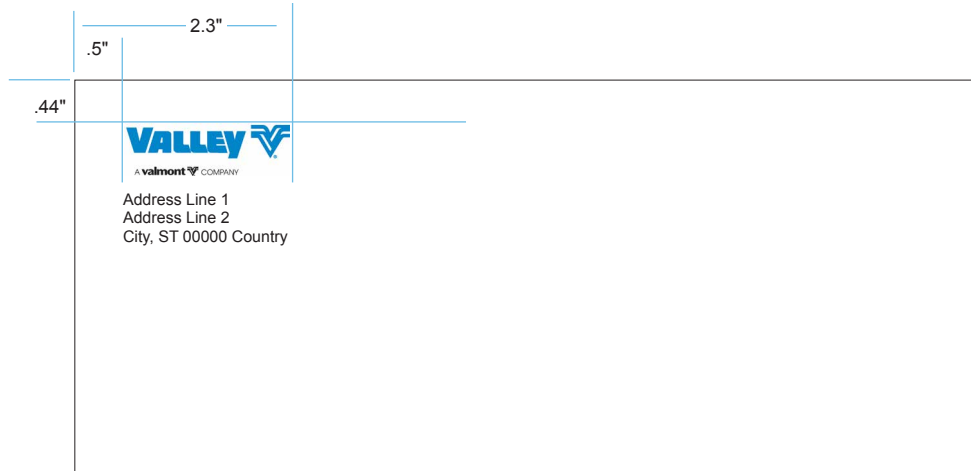 2.3"
.5"
.44"
VALLEY
A valmont COMPANY
Address Line 1
Address Line 2
City, ST 00000 Country